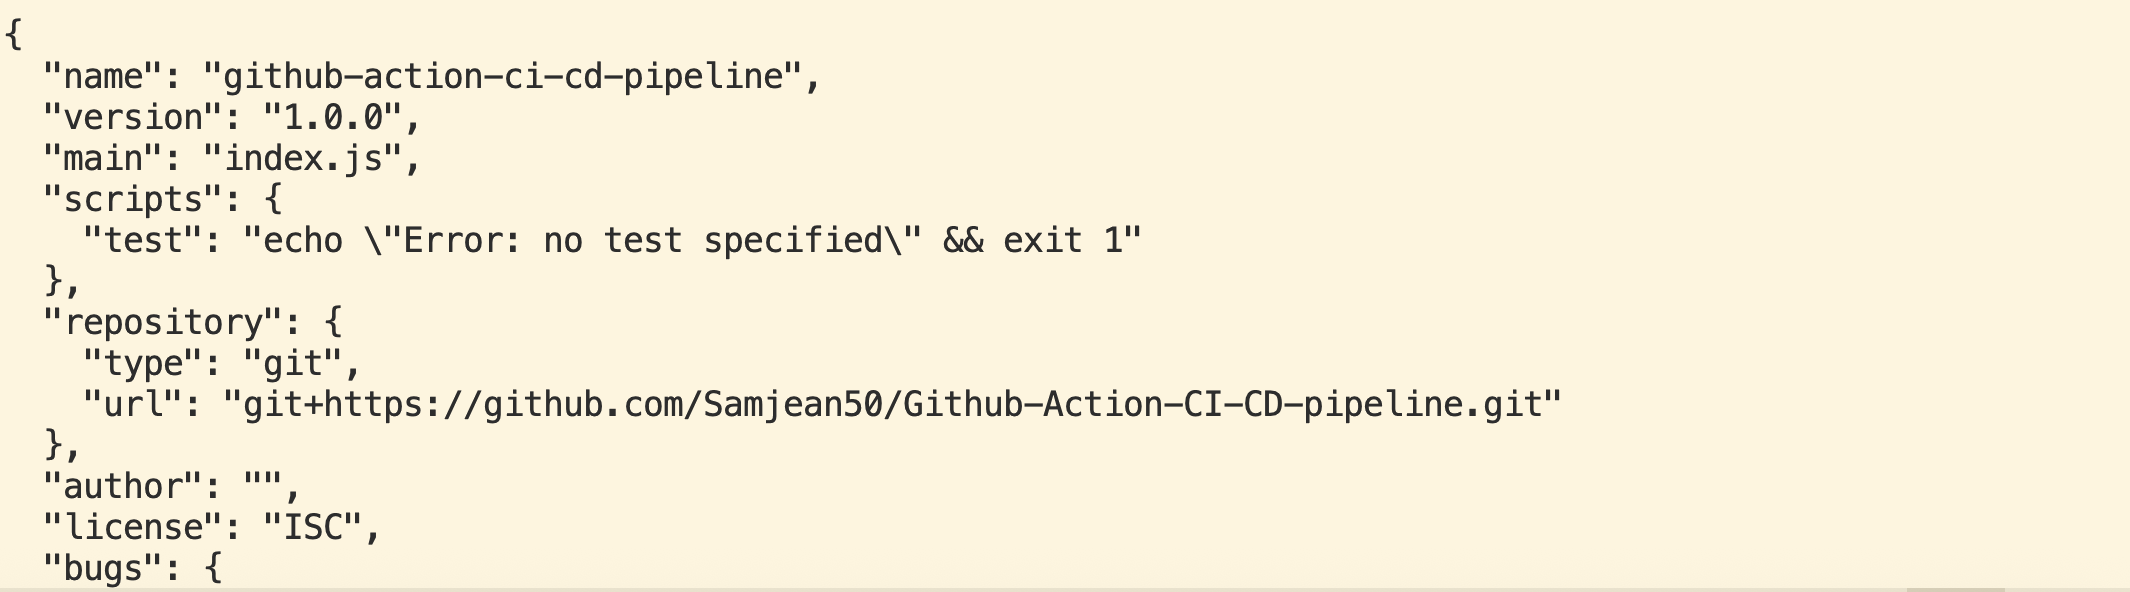 {
  "name": "github-action-ci-cd-pipeline",
  "version": "1.0.0",
  "main": "index.js",
  "scripts": {
    "test": "echo \"Error: no test specified\" && exit 1"
  },
  "repository": {
    "type": "git",
    "url": "git+https://github.com/Samjean50/Github-Action-CI-CD-pipeline.git"
  },
  "author": "",
  "license": "ISC",
  "bugs": {